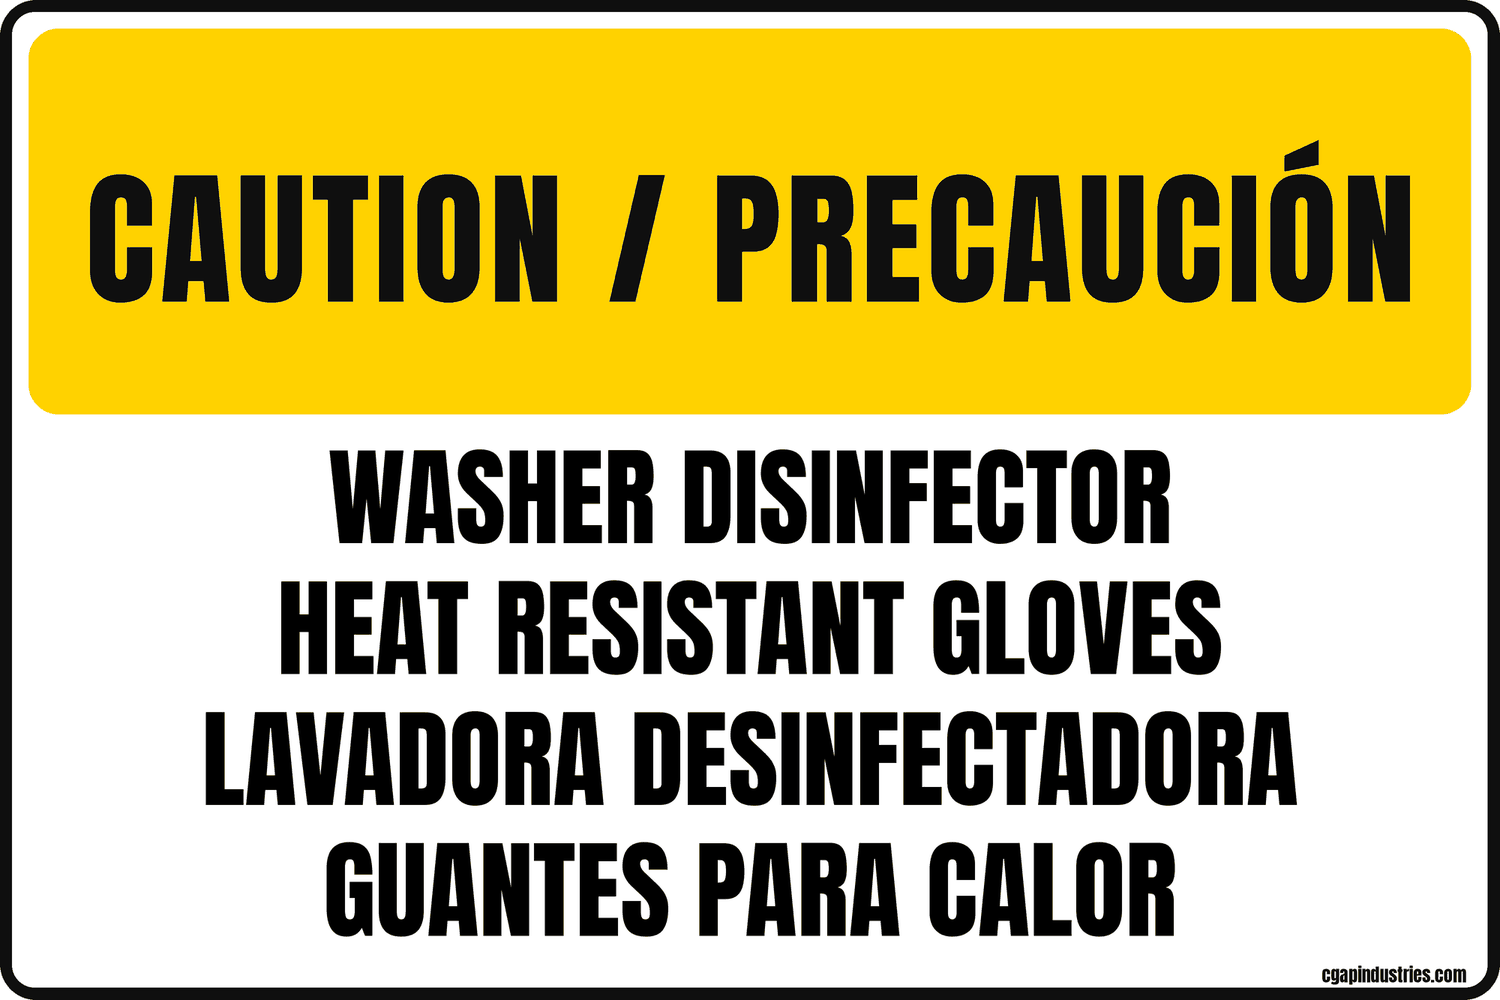 CAUTION / PRECAUCIÓN
WASHER DISINFECTOR
HEAT RESISTANT GLOVES
LAVADORA DESINFECTADORA
GUANTES PARA CALOR
cgapindustries.com